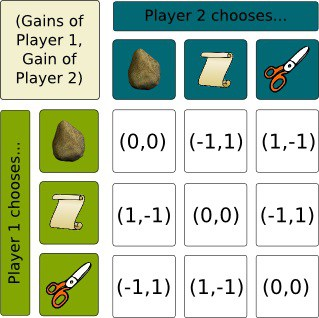 (Gains of
Player 1,
Gain of
Player 2)
Player 2 chooses...
Player 1 chooses...
(0,0) (-1,1) (1,-1)
(1,-1) (0,0) (-1,1)
(-1,1) (1,-1) (0,0)